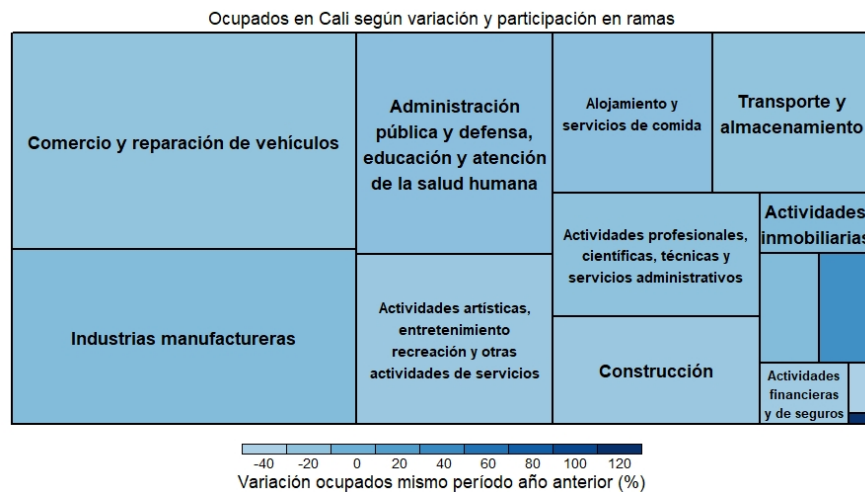 Ocupados en Cali según variación y participación en ramas
Comercio y reparación de vehículos
Industrias manufactureras
Administración
pública y defensa,
educación y atención
de la salud humana
Actividades artísticas,
entretenimiento
recreación y otras
actividades de servicios
Alojamiento y
servicios de comida
Transporte y
almacenamiento
Actividades profesionales,
científicas, técnicas y
servicios administrativos
Construcción
Actividades
inmobiliarias
Actividades
financieras
y de seguros
-40 -20 0 20 40 60 80 100 120
Variación ocupados mismo período año anterior (%)